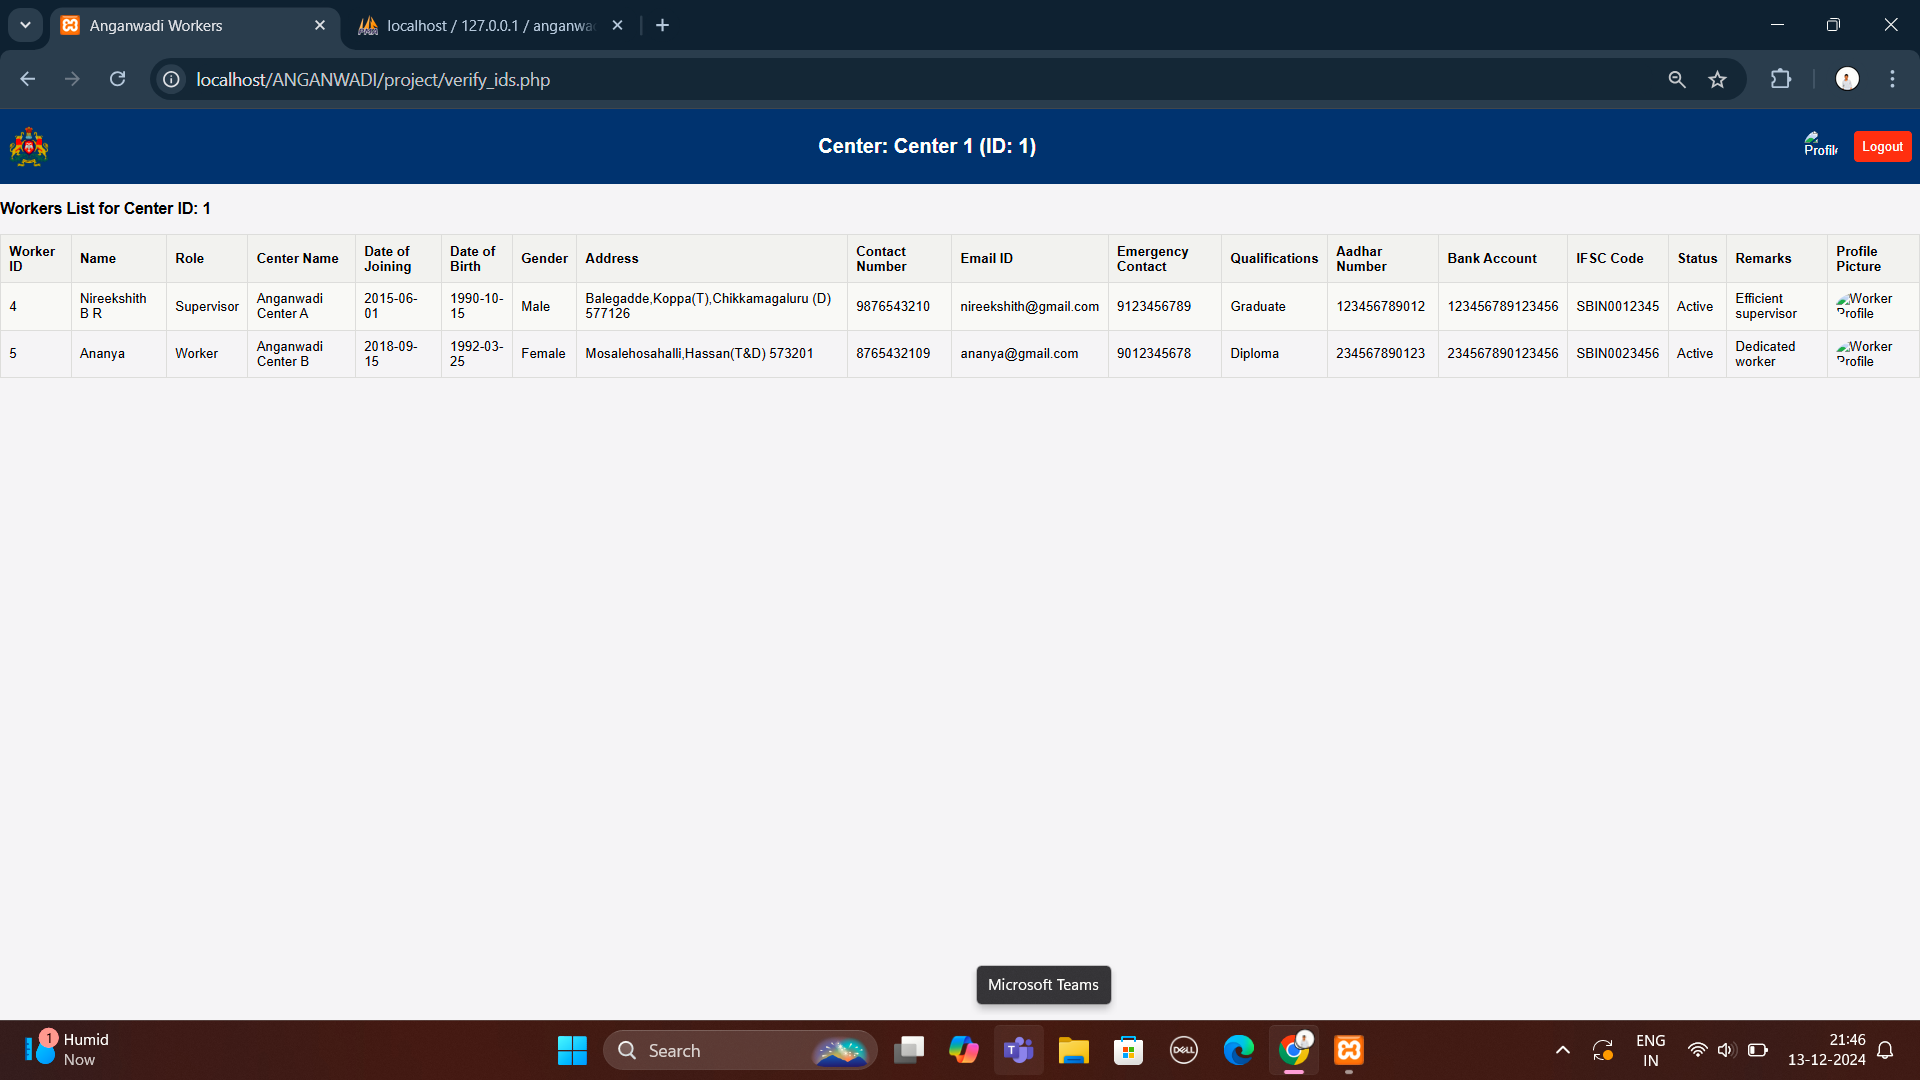 Anganwadi Workers
localhost / 127.0.0.1 / anganwa
localhost/ANGANWADI/project/verify_ids.php
Center: Center 1 (ID: 1)
Profile
Logout
Workers List for Center ID: 1
Worker ID Name Role Center Name Date of Joining Date of Birth Gender Address Contact Number Email ID Emergency Contact Qualifications Aadhar Number Bank Account IFSC Code Status Remarks Profile Picture
4 Nireekshith B R Supervisor Anganwadi Center A 2015-06-01 1990-10-15 Male Balegadde,Koppa(T),Chikkamagaluru (D) 577126 9876543210 nireekshith@gmail.com 9123456789 Graduate 123456789012 123456789123456 SBIN0012345 Active Efficient supervisor Worker Profile
5 Ananya Worker Anganwadi Center B 2018-09-15 1992-03-25 Female Mosalehosahalli,Hassan(T&D) 573201 8765432109 ananya@gmail.com 9012345678 Diploma 234567890123 234567890123456 SBIN0023456 Active Dedicated worker Worker Profile
Microsoft Teams
1
Humid
Now
Search
DELL
ENG
IN
21:46
13-12-2024